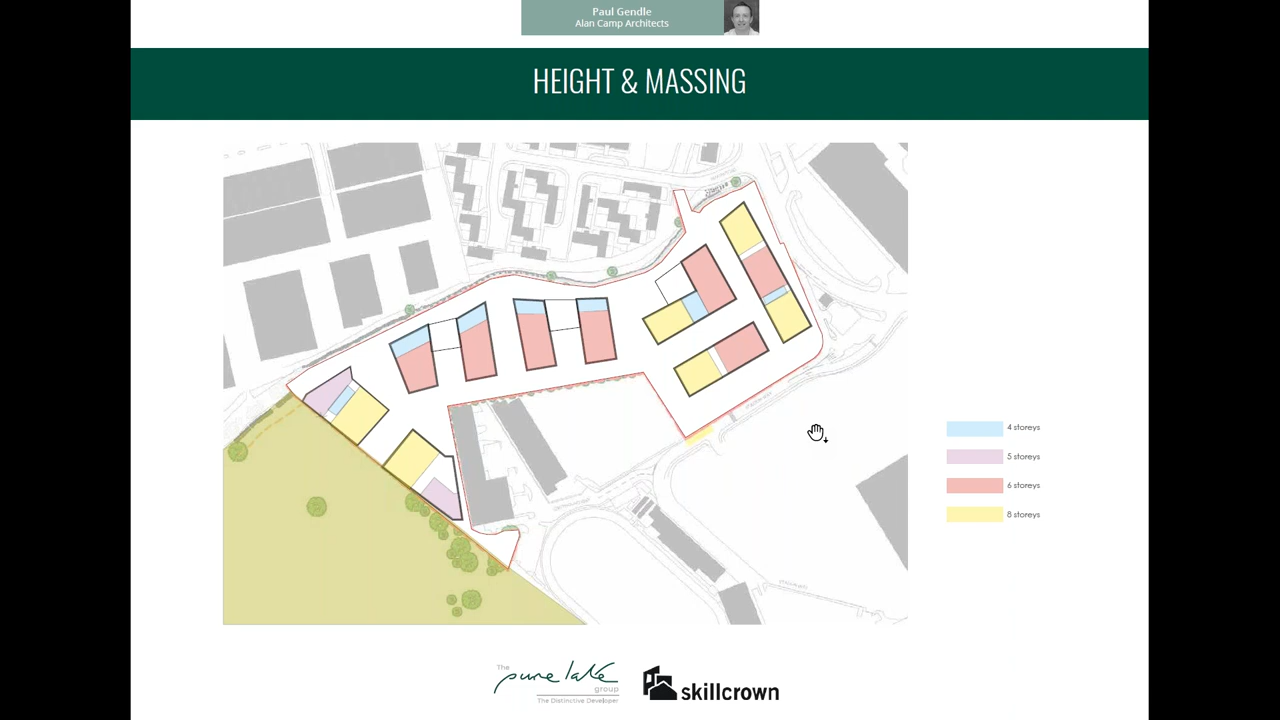 Paul Gendle
Alan Camp Architects
HEIGHT & MASSING
4 storeys
5 storeys
6 storeys
8 storeys
The
pure lake
group
The Distinctive Developer
skillcrown